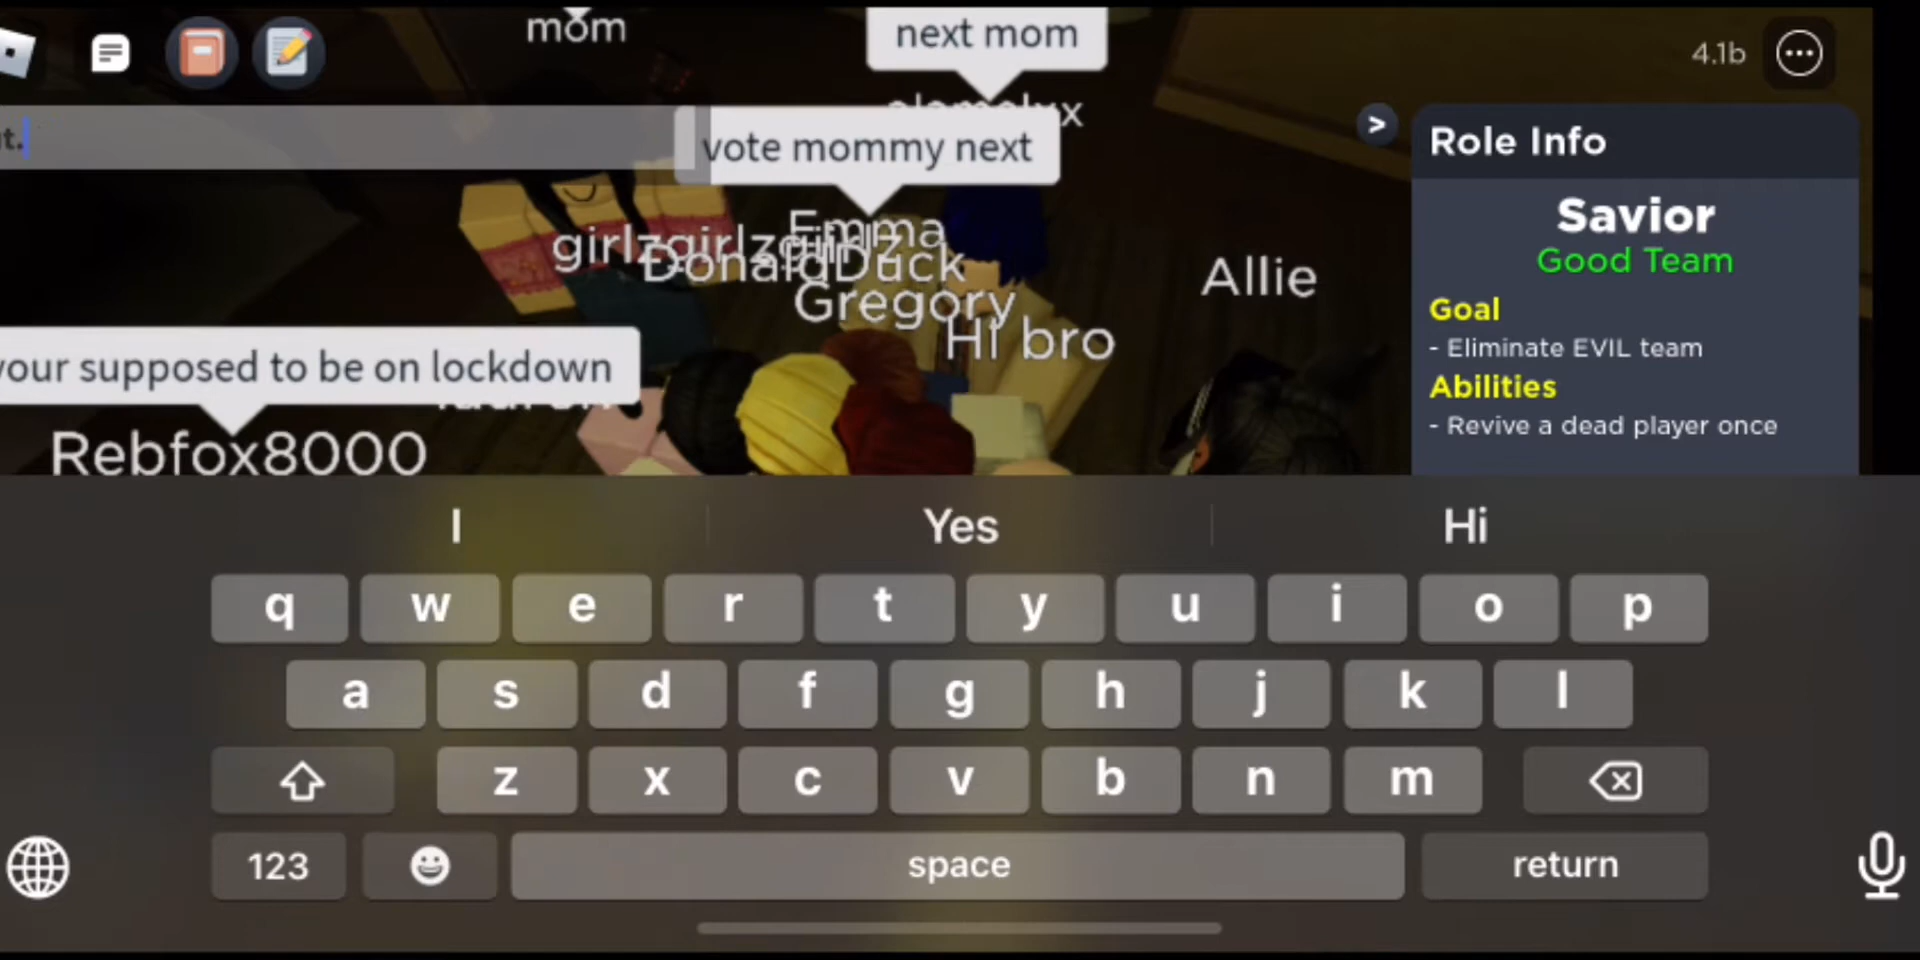 mom
next mom
4.1b
t.
vote mommy next
Role Info
Savior
Good Team
Emma
girlzgirlzgirlz
DonaldDuck
Gregory
Hi bro
Allie
Goal
- Eliminate EVIL team
Abilities
- Revive a dead player once
your supposed to be on lockdown
Rebfox8000
I Yes Hi
q w e r t y u i o p
a s d f g h j k l
z x c v b n m
123 space return